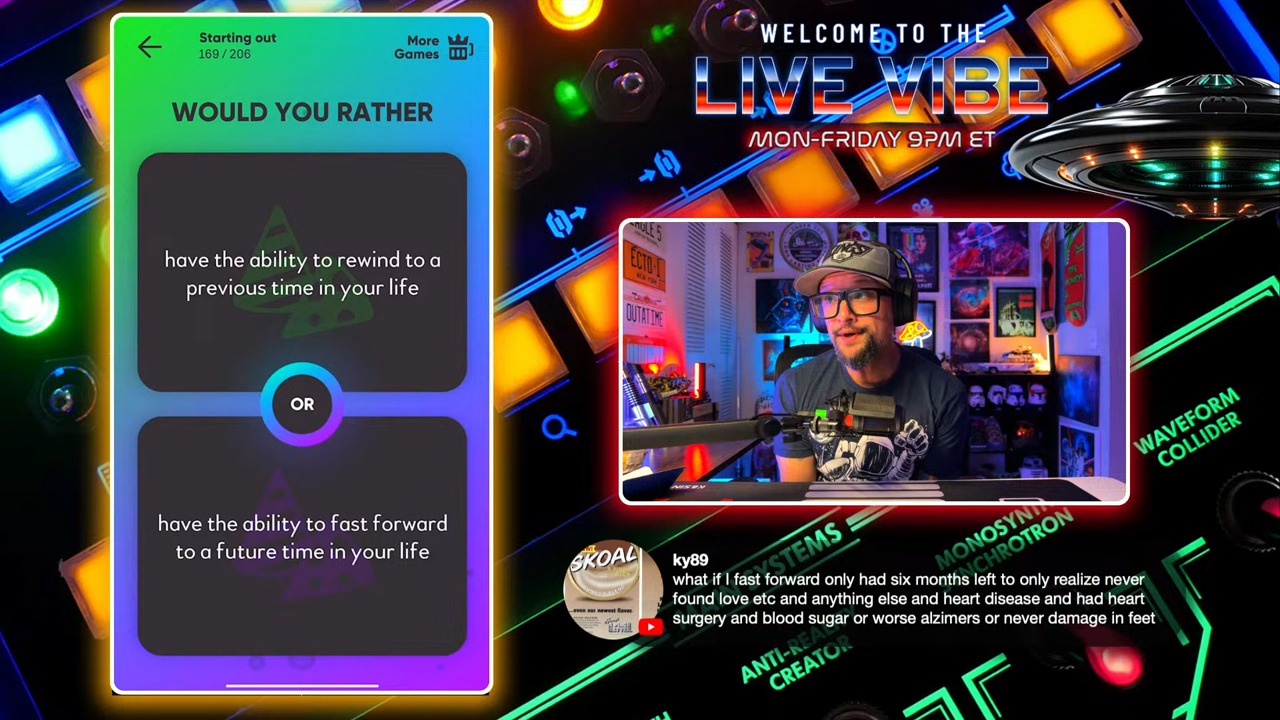 Starting out
169 / 206
More
Games
WOULD YOU RATHER
have the ability to rewind to a
previous time in your life
OR
have the ability to fast forward
to a future time in your life
WELCOME TO THE
LIVE VIBE
MON-FRIDAY 9PM ET
ECTO-1
OUTATIME
WAVEFORM
COLLIDER
SYSTEMS
SKOAL
ky89
what if I fast forward only had six months left to only realize never
found love etc and anything else and heart disease and had heart
surgery and blood sugar or worse alzimers or never damage in feet
CREATOR